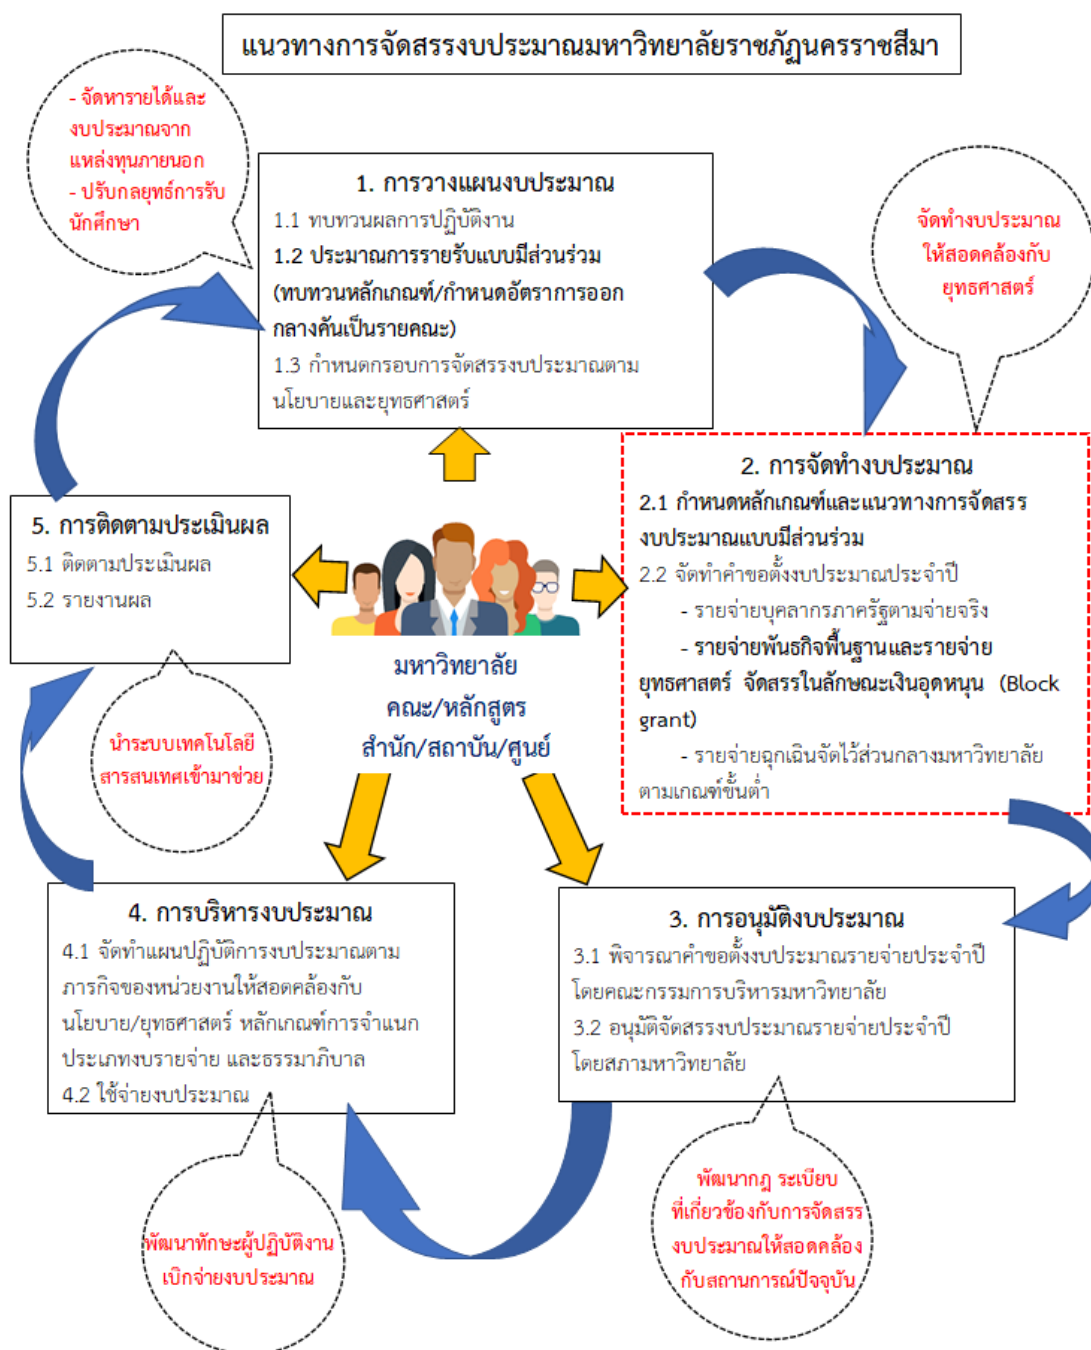 แนวทางการจัดสรรงบประมาณมหาวิทยาลัยราชภัฏนครราชสีมา
- จัดหารายได้และ
งบประมาณจาก
แหล่งทุนภายนอก
- ปรับกลยุทธ์การรับ
นักศึกษา
1. การวางแผนงบประมาณ
1.1 ทบทวนผลการปฏิบัติงาน
1.2 ประมาณการรายรับแบบมีส่วนร่วม
(ทบทวนหลักเกณฑ์/กำหนดอัตราการออก
กลางคันเป็นรายคณะ)
1.3 กำหนดกรอบการจัดสรรงบประมาณตาม
นโยบายและยุทธศาสตร์
จัดทำงบประมาณ
ให้สอดคล้องกับ
ยุทธศาสตร์
2. การจัดทำงบประมาณ
2.1 กำหนดหลักเกณฑ์และแนวทางการจัดสรร
งบประมาณแบบมีส่วนร่วม
2.2 จัดทำคำขอตั้งงบประมาณประจำปี
- รายจ่ายบุคลากรภาครัฐตามจ่ายจริง
- รายจ่ายพันธกิจพื้นฐานและรายจ่าย
ยุทธศาสตร์ จัดสรรในลักษณะเงินอุดหนุน (Block
grant)
- รายจ่ายฉุกเฉินจัดไว้ส่วนกลางมหาวิทยาลัย
ตามเกณฑ์ขั้นต่ำ
5. การติดตามประเมินผล
5.1 ติดตามประเมินผล
5.2 รายงานผล
มหาวิทยาลัย
คณะ/หลักสูตร
สำนัก/สถาบัน/ศูนย์
นำระบบเทคโนโลยี
สารสนเทศเข้ามาช่วย
4. การบริหารงบประมาณ
4.1 จัดทำแผนปฏิบัติการงบประมาณตาม
ภารกิจของหน่วยงานให้สอดคล้องกับ
นโยบาย/ยุทธศาสตร์ หลักเกณฑ์การจำแนก
ประเภทงบรายจ่าย และธรรมาภิบาล
4.2 ใช้จ่ายงบประมาณ
3. การอนุมัติงบประมาณ
3.1 พิจารณาคำขอตั้งงบประมาณรายจ่ายประจำปี
โดยคณะกรรมการบริหารมหาวิทยาลัย
3.2 อนุมัติจัดสรรงบประมาณรายจ่ายประจำปี
โดยสภามหาวิทยาลัย
พัฒนาทักษะผู้ปฏิบัติงาน
เบิกจ่ายงบประมาณ
พัฒนากฎ ระเบียบ
ที่เกี่ยวข้องกับการจัดสรร
งบประมาณให้สอดคล้อง
กับสถานการณ์ปัจจุบัน